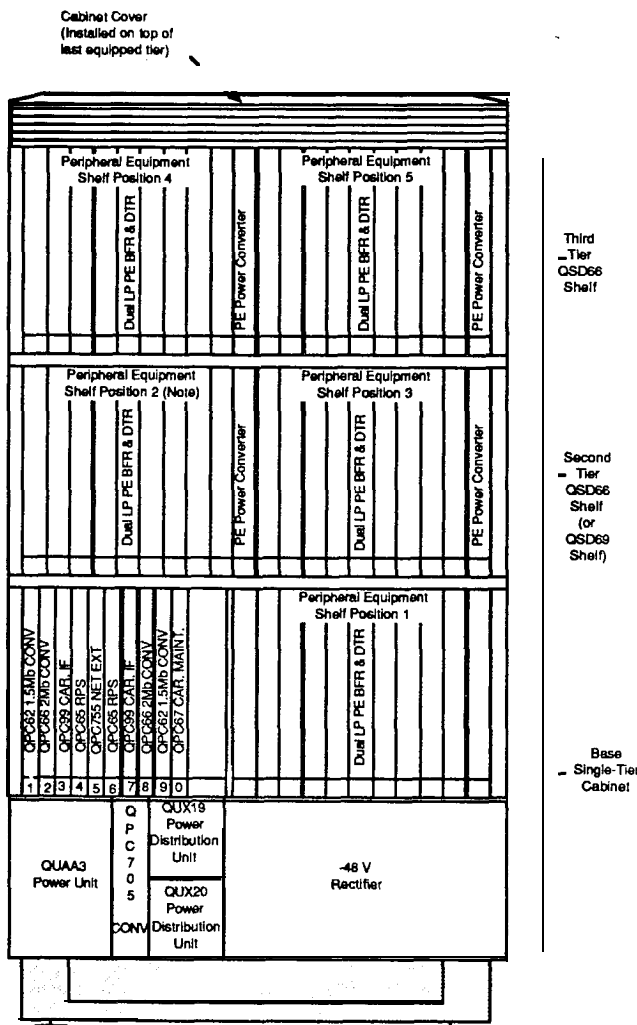 Cabinet Cover
(Installed on top of
last equipped tier)
Peripheral Equipment
Shelf Position 4
Dual LP PE BFR & DTR
PE Power Converter
Peripheral Equipment
Shelf Position 5
Dual LP PE BFR & DTR
PE Power Converter
Third
Tier
QSD66
Shelf
Peripheral Equipment
Shelf Position 2 (Note)
Dual LP PE BFR & DTR
PE Power Converter
Peripheral Equipment
Shelf Position 3
Dual LP PE BFR & DTR
PE Power Converter
Second
Tier
QSD66
Shelf
(or
QSD69
Shelf)
QPC62 1.5Mb CONV
QPC66 2Mb CONV
QPC99 CAR. IF
QPC65 RPS
QPC755 NET EXT
QPC65 RPS
QPC99 CAR. IF
QPC66 2Mb CONV
QPC62 1.5Mb CONV
QPC67 CAR. MAINT.
1 2 3 4 5 6 7 8 9 0
Peripheral Equipment
Shelf Position 1
Dual LP PE BFR & DTR
Base
Single-Tier
Cabinet
QUAA3
Power Unit
Q
P
C
7
0
5
CONV
QUX19
Power
Distribution
Unit
QUX20
Power
Distribution
Unit
-48 V
Rectifier